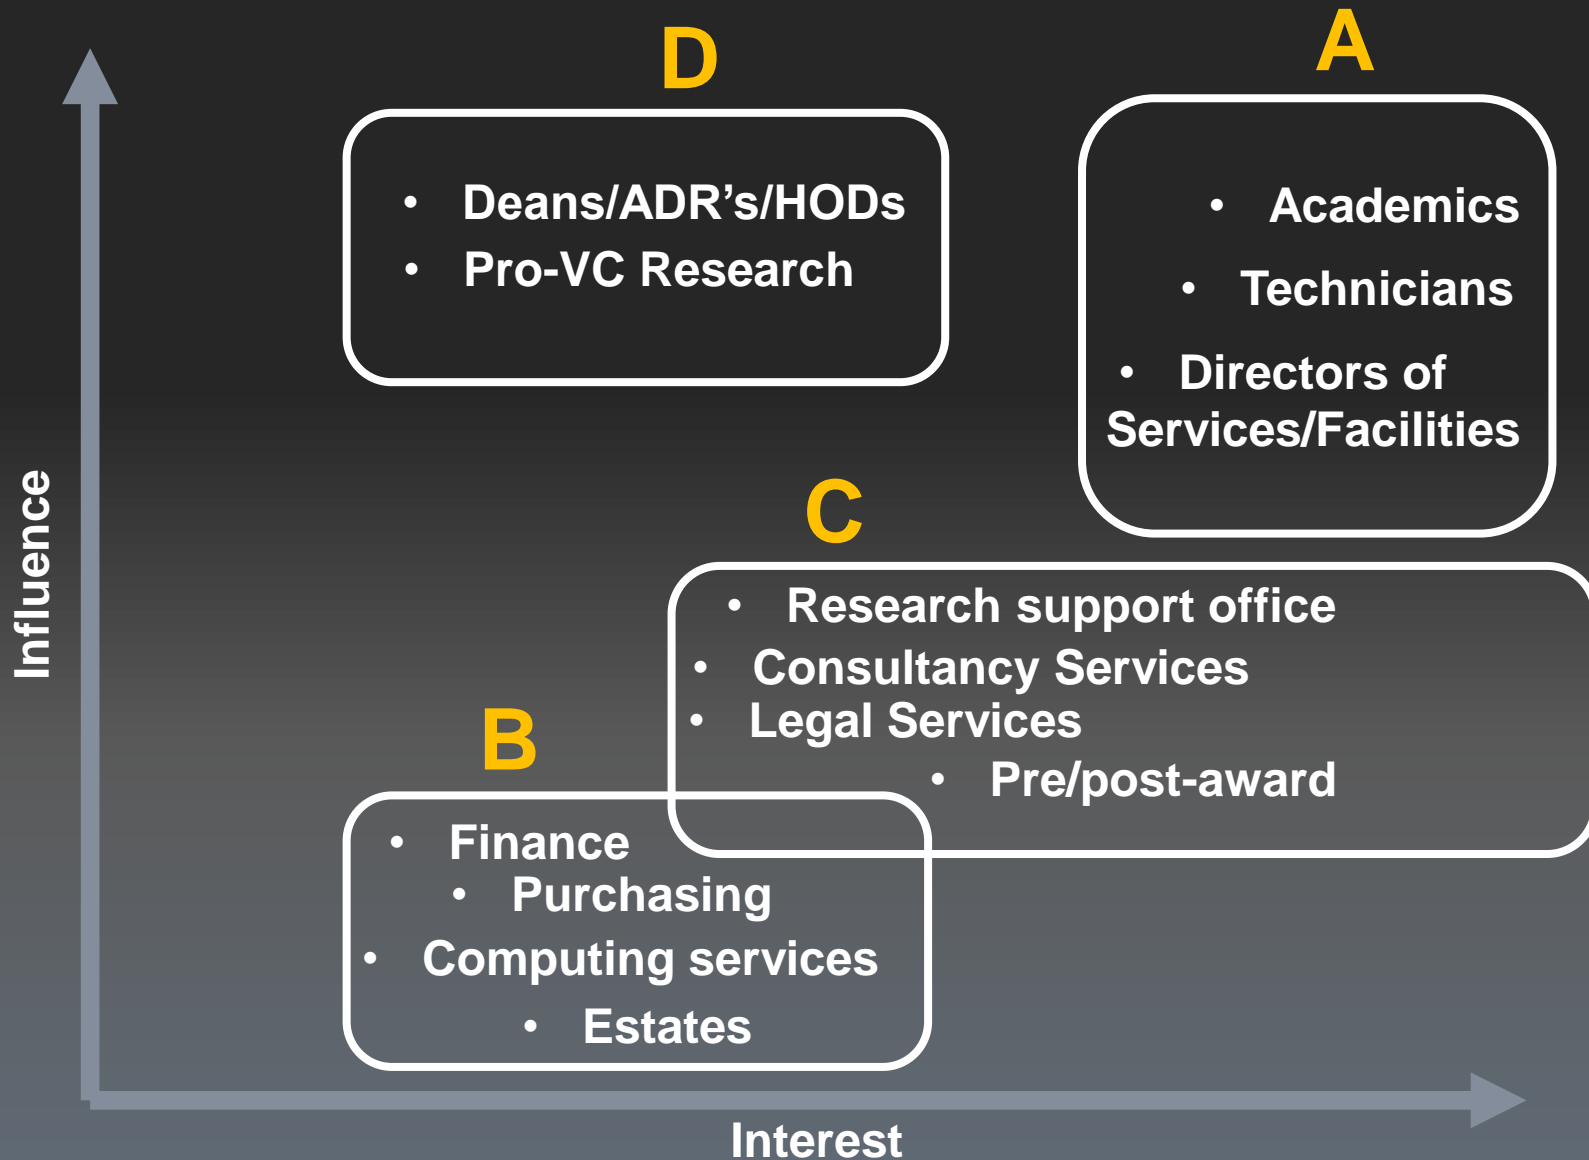 D
A
• Deans/ADR’s/HODs
• Pro-VC Research
• Academics
• Technicians
• Directors of
Services/Facilities
Influence
C
• Research support office
• Consultancy Services
• Legal Services
• Pre/post-award
B
• Finance
• Purchasing
• Computing services
• Estates
Interest